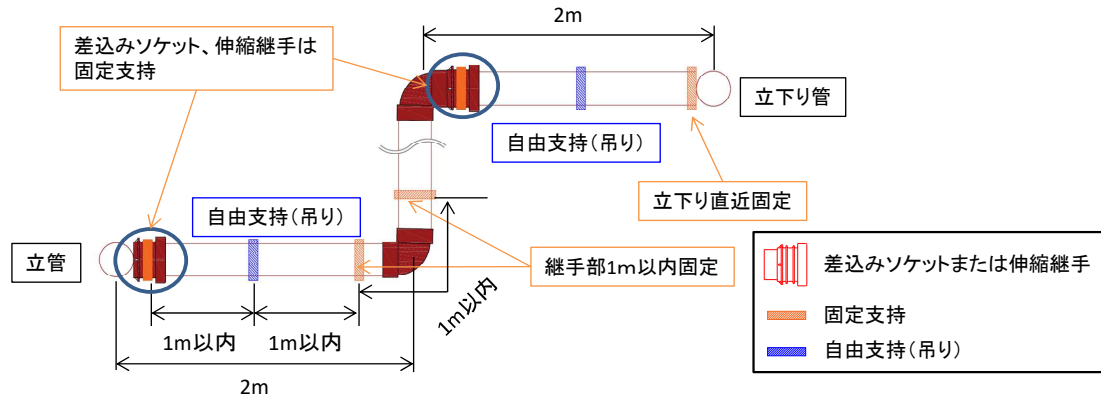 2m
差込みソケット、伸縮継手は
固定支持
立下り管
自由支持(吊り)
立下り直近固定
自由支持(吊り)
立管
継手部1m以内固定
1m以内
1m以内
1m以内
2m
差込みソケットまたは伸縮継手
固定支持
自由支持(吊り)